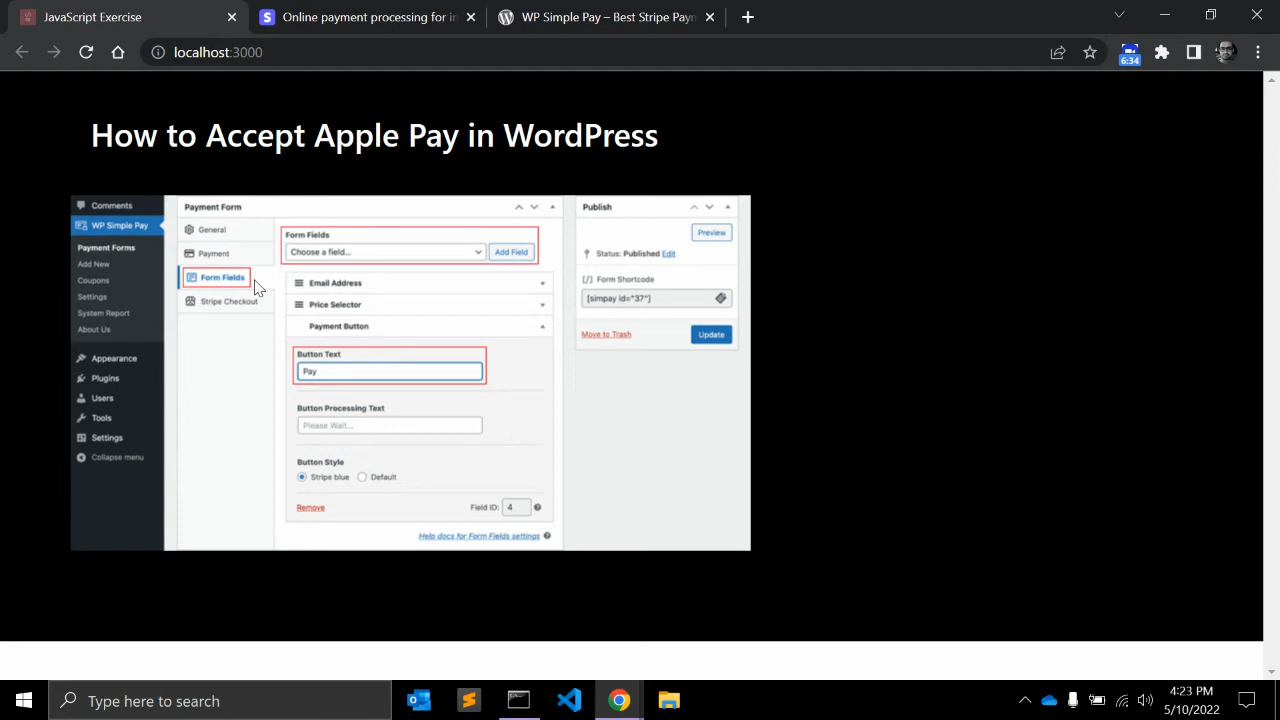 JavaScript Exercise
Online payment processing for in
WP Simple Pay – Best Stripe Paym
localhost:3000
6:34
How to Accept Apple Pay in WordPress
Comments
WP Simple Pay
Payment Forms
Add New
Coupons
Settings
System Report
About Us
Appearance
Plugins
Users
Tools
Settings
Collapse menu
Payment Form
General
Payment
Form Fields
Stripe Checkout
Form Fields
Choose a field...
Add Field
Email Address
Price Selector
Payment Button
Button Text
Pay
Button Processing Text
Please Wait...
Button Style
Stripe blue Default
Remove
Field ID: 4
Help docs for Form Fields settings
Publish
Preview
Status: Published Edit
[/] Form Shortcode
[simpay id="37"]
Move to Trash
Update
Type here to search
4:23 PM
5/10/2022